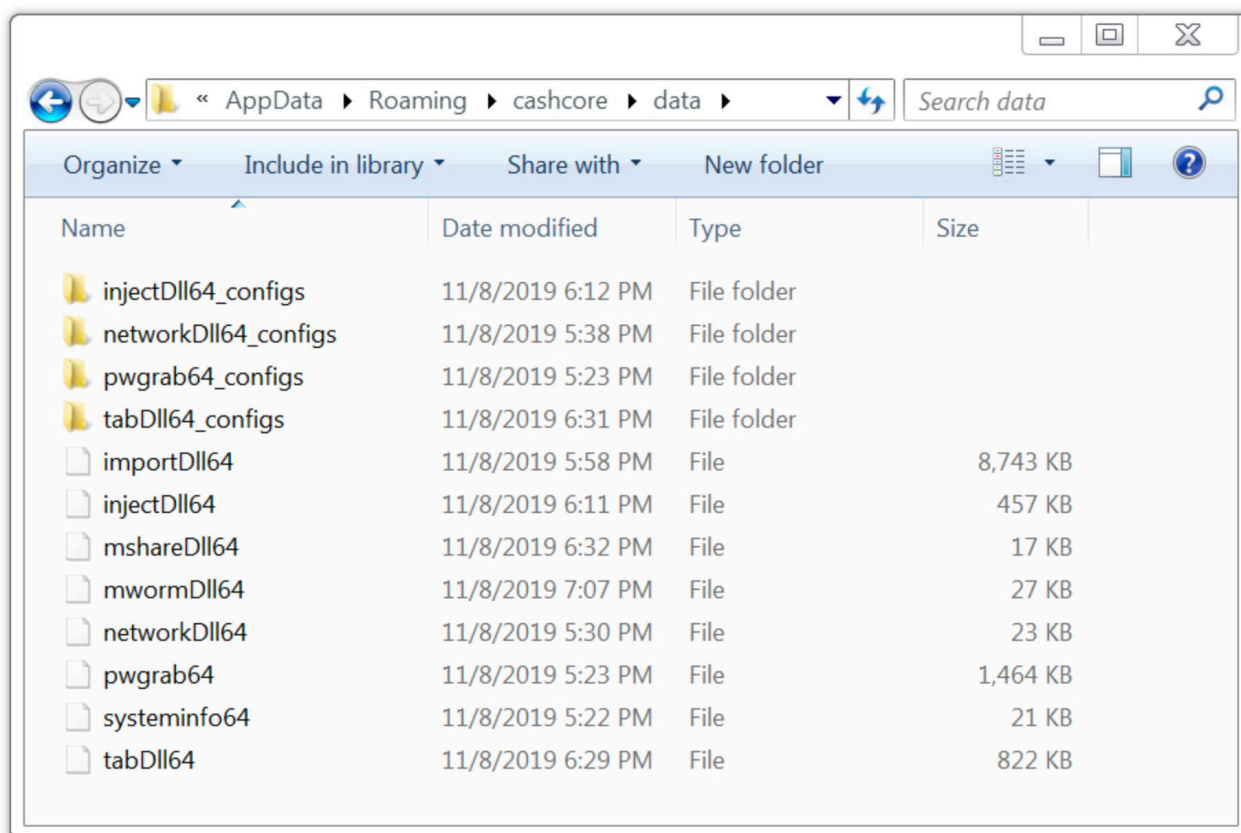 « AppData Roaming cashcore data Search data
Organize Include in library Share with New folder
Name Date modified Type Size
injectDll64_configs 11/8/2019 6:12 PM File folder
networkDll64_configs 11/8/2019 5:38 PM File folder
pwgrab64_configs 11/8/2019 5:23 PM File folder
tabDll64_configs 11/8/2019 6:31 PM File folder
importDll64 11/8/2019 5:58 PM File 8,743 KB
injectDll64 11/8/2019 6:11 PM File 457 KB
mshareDll64 11/8/2019 6:32 PM File 17 KB
mwormDll64 11/8/2019 7:07 PM File 27 KB
networkDll64 11/8/2019 5:30 PM File 23 KB
pwgrab64 11/8/2019 5:23 PM File 1,464 KB
systeminfo64 11/8/2019 5:22 PM File 21 KB
tabDll64 11/8/2019 6:29 PM File 822 KB